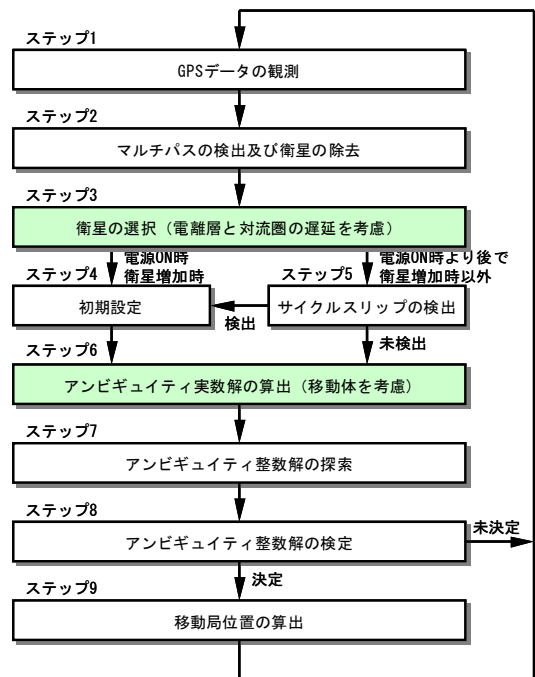 ステップ1
GPSデータの観測
ステップ2
マルチパスの検出及び衛星の除去
ステップ3
衛星の選択（電離層と対流圏の遅延を考慮）
電源ON時
衛星増加時
電源ON時より後で
衛星増加時以外
ステップ4
初期設定
ステップ5
サイクルスリップの検出
検出
未検出
ステップ6
アンビギュイティ実数解の算出（移動体を考慮）
ステップ7
アンビギュイティ整数解の探索
ステップ8
アンビギュイティ整数解の検定
未決定
決定
ステップ9
移動局位置の算出